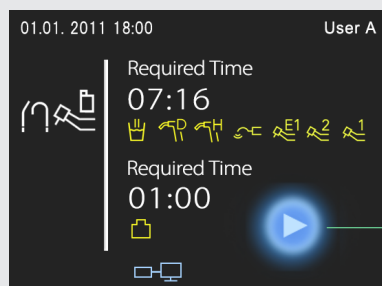 01.01. 2011 18:00 User A
Required Time
07:16
D H E1 2 1
Required Time
01:00